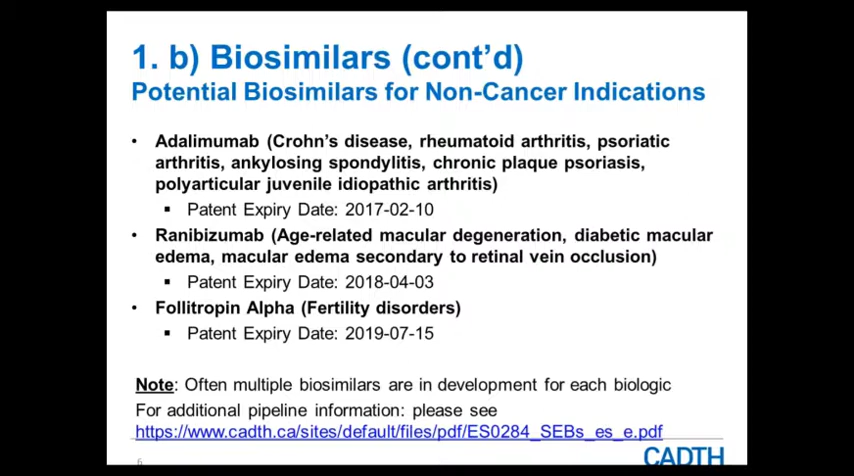 1. b) Biosimilars (cont’d)
Potential Biosimilars for Non-Cancer Indications
• Adalimumab (Crohn’s disease, rheumatoid arthritis, psoriatic
arthritis, ankylosing spondylitis, chronic plaque psoriasis,
polyarticular juvenile idiopathic arthritis)
▪ Patent Expiry Date: 2017-02-10
• Ranibizumab (Age-related macular degeneration, diabetic macular
edema, macular edema secondary to retinal vein occlusion)
▪ Patent Expiry Date: 2018-04-03
• Follitropin Alpha (Fertility disorders)
▪ Patent Expiry Date: 2019-07-15
Note: Often multiple biosimilars are in development for each biologic
For additional pipeline information: please see
https://www.cadth.ca/sites/default/files/pdf/ES0284_SEBs_es_e.pdf
6
CADTH